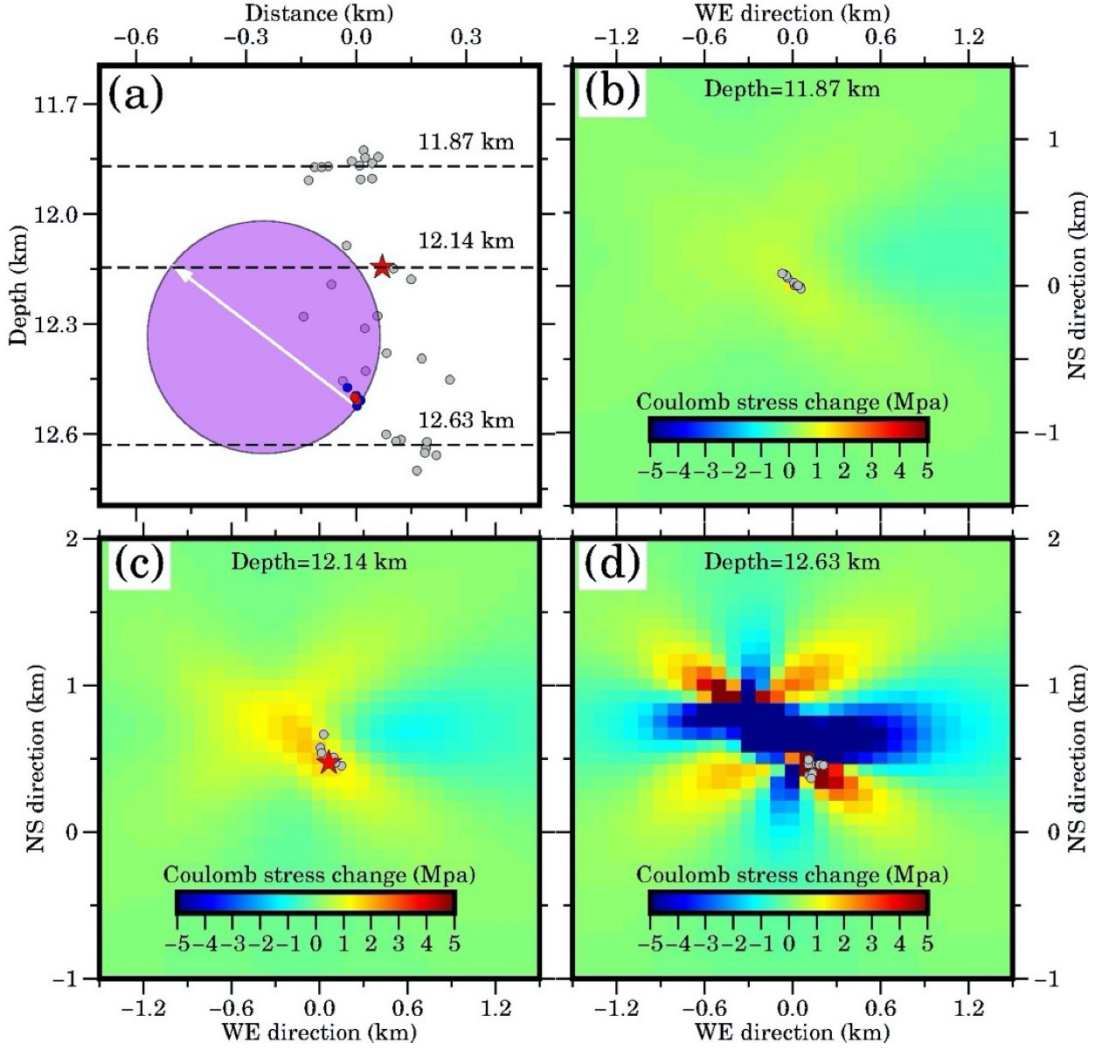 Distance (km)
−0.6 −0.3 0.0 0.3
WE direction (km)
−1.2 −0.6 0.0 0.6 1.2
(a)
11.7
12.0
12.3
12.6
Depth (km)
11.87 km
12.14 km
12.63 km
(b)
Depth=11.87 km
Coulomb stress change (Mpa)
−5 −4 −3 −2 −1 0 1 2 3 4 5
1
0
−1
NS direction (km)
(c)
Depth=12.14 km
2
1
0
−1
NS direction (km)
Coulomb stress change (Mpa)
−5 −4 −3 −2 −1 0 1 2 3 4 5
−1.2 −0.6 0.0 0.6 1.2
WE direction (km)
(d)
Depth=12.63 km
Coulomb stress change (Mpa)
−5 −4 −3 −2 −1 0 1 2 3 4 5
2
1
0
−1
NS direction (km)
−1.2 −0.6 0.0 0.6 1.2
WE direction (km)